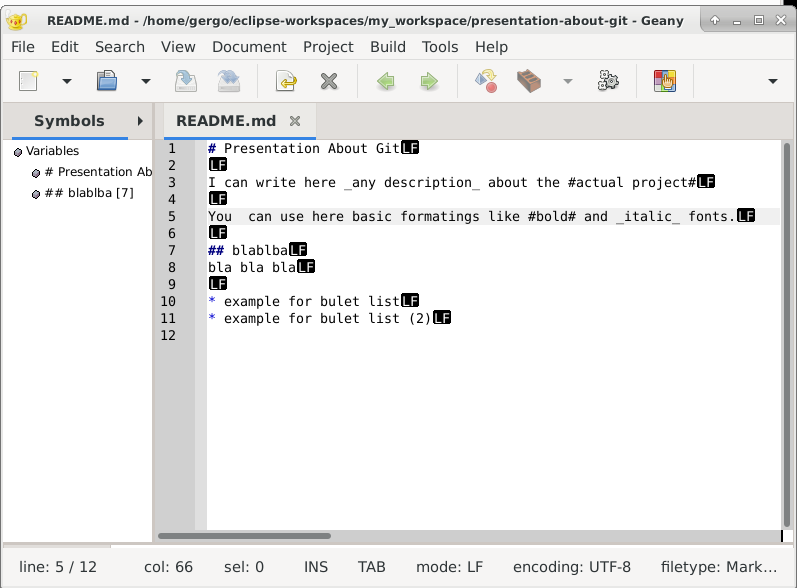 README.md - /home/gergo/eclipse-workspaces/my_workspace/presentation-about-git - Geany
File Edit Search View Document Project Build Tools Help
Symbols
README.md
Variables
# Presentation Ab
## blablba [7]
1 # Presentation About GitLF
2 LF
3 I can write here _any description_ about the #actual project#LF
4 LF
5 You  can use here basic formatings like #bold# and _italic_ fonts.LF
6 LF
7 ## blablbaLF
8 bla bla blaLF
9 LF
10 * example for bulet listLF
11 * example for bulet list (2)LF
12
line: 5 / 12 col: 66 sel: 0 INS TAB mode: LF encoding: UTF-8 filetype: Mark...